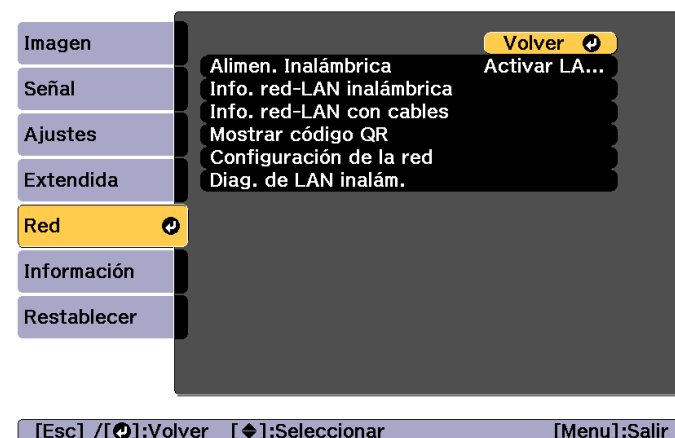 Imagen
Señal
Ajustes
Extendida
Red
Información
Restablecer
Volver
Alimen. Inalámbrica Activar LA...
Info. red-LAN inalámbrica
Info. red-LAN con cables
Mostrar código QR
Configuración de la red
Diag. de LAN inalám.
[Esc] /[⏎]:Volver [◆]:Seleccionar [Menu]:Salir